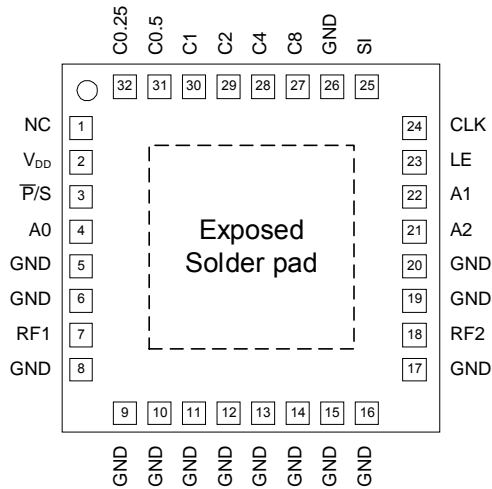 C0.25 C0.5 C1 C2 C4 C8 GND SI
32 31 30 29 28 27 26 25
NC 1 24 CLK
VDD 2 23 LE
P̅/S 3 22 A1
A0 4 21 A2
GND 5 20 GND
GND 6 19 GND
RF1 7 18 RF2
GND 8 17 GND
Exposed
Solder pad
9 10 11 12 13 14 15 16
GND GND GND GND GND GND GND GND